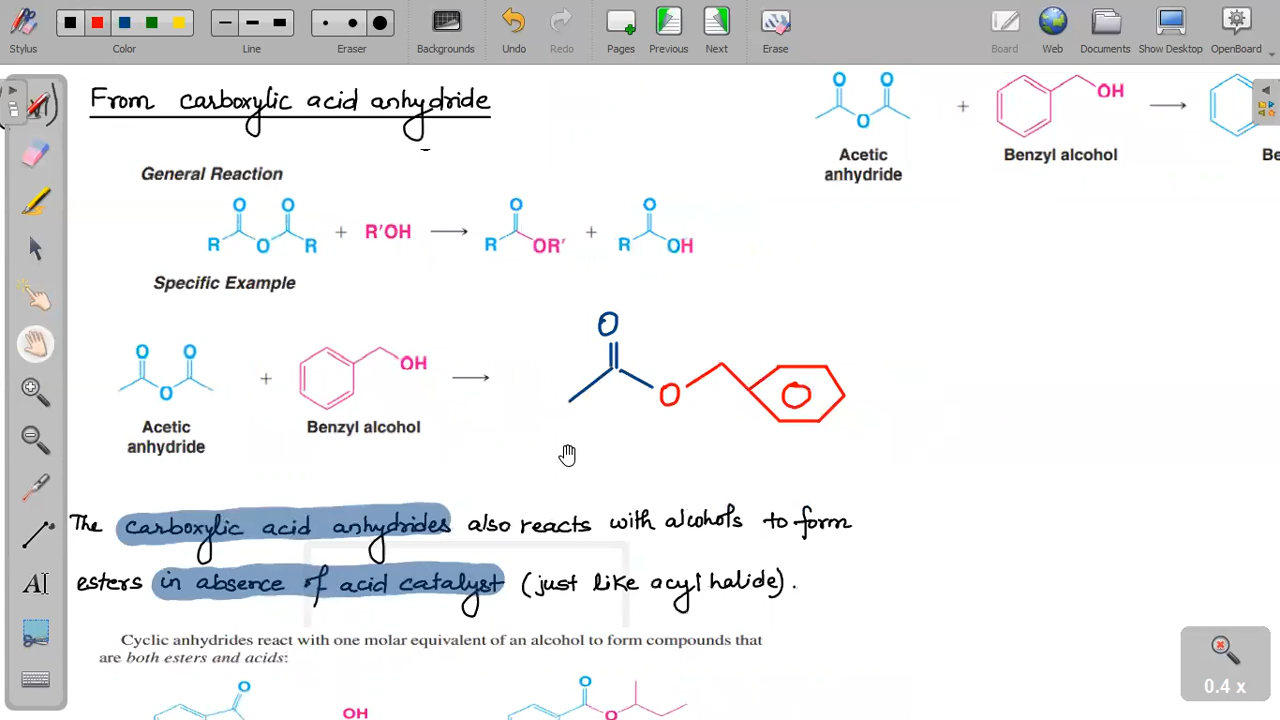 Stylus
Color
Line
Eraser
Backgrounds
Undo
Redo
Pages
Previous
Next
Erase
Board
Web
Documents
Show Desktop
OpenBoard
From carboxylic acid anhydride
O O
O
+
OH
Acetic
anhydride
Benzyl alcohol
Be
General Reaction
O O O O
R O R + R'OH R OR' + R OH
Specific Example
O
O O
O
+
OH
O
Acetic
anhydride
Benzyl alcohol
The carboxylic acid anhydrides also reacts with alcohols to form
esters in absence of acid catalyst (just like acyl halide).
Cyclic anhydrides react with one molar equivalent of an alcohol to form compounds that
are both esters and acids:
O
OH
O
O
0.4 x